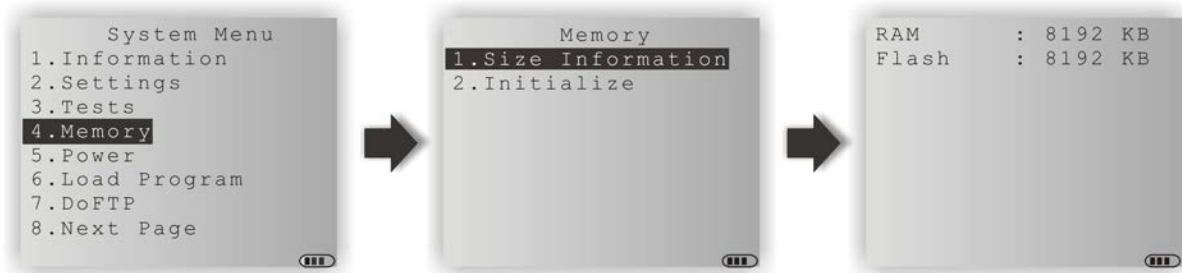 System Menu
1.Information
2.Settings
3.Tests
4.Memory
5.Power
6.Load Program
7.DoFTP
8.Next Page
Memory
1.Size Information
2.Initialize
RAM : 8192 KB
Flash : 8192 KB